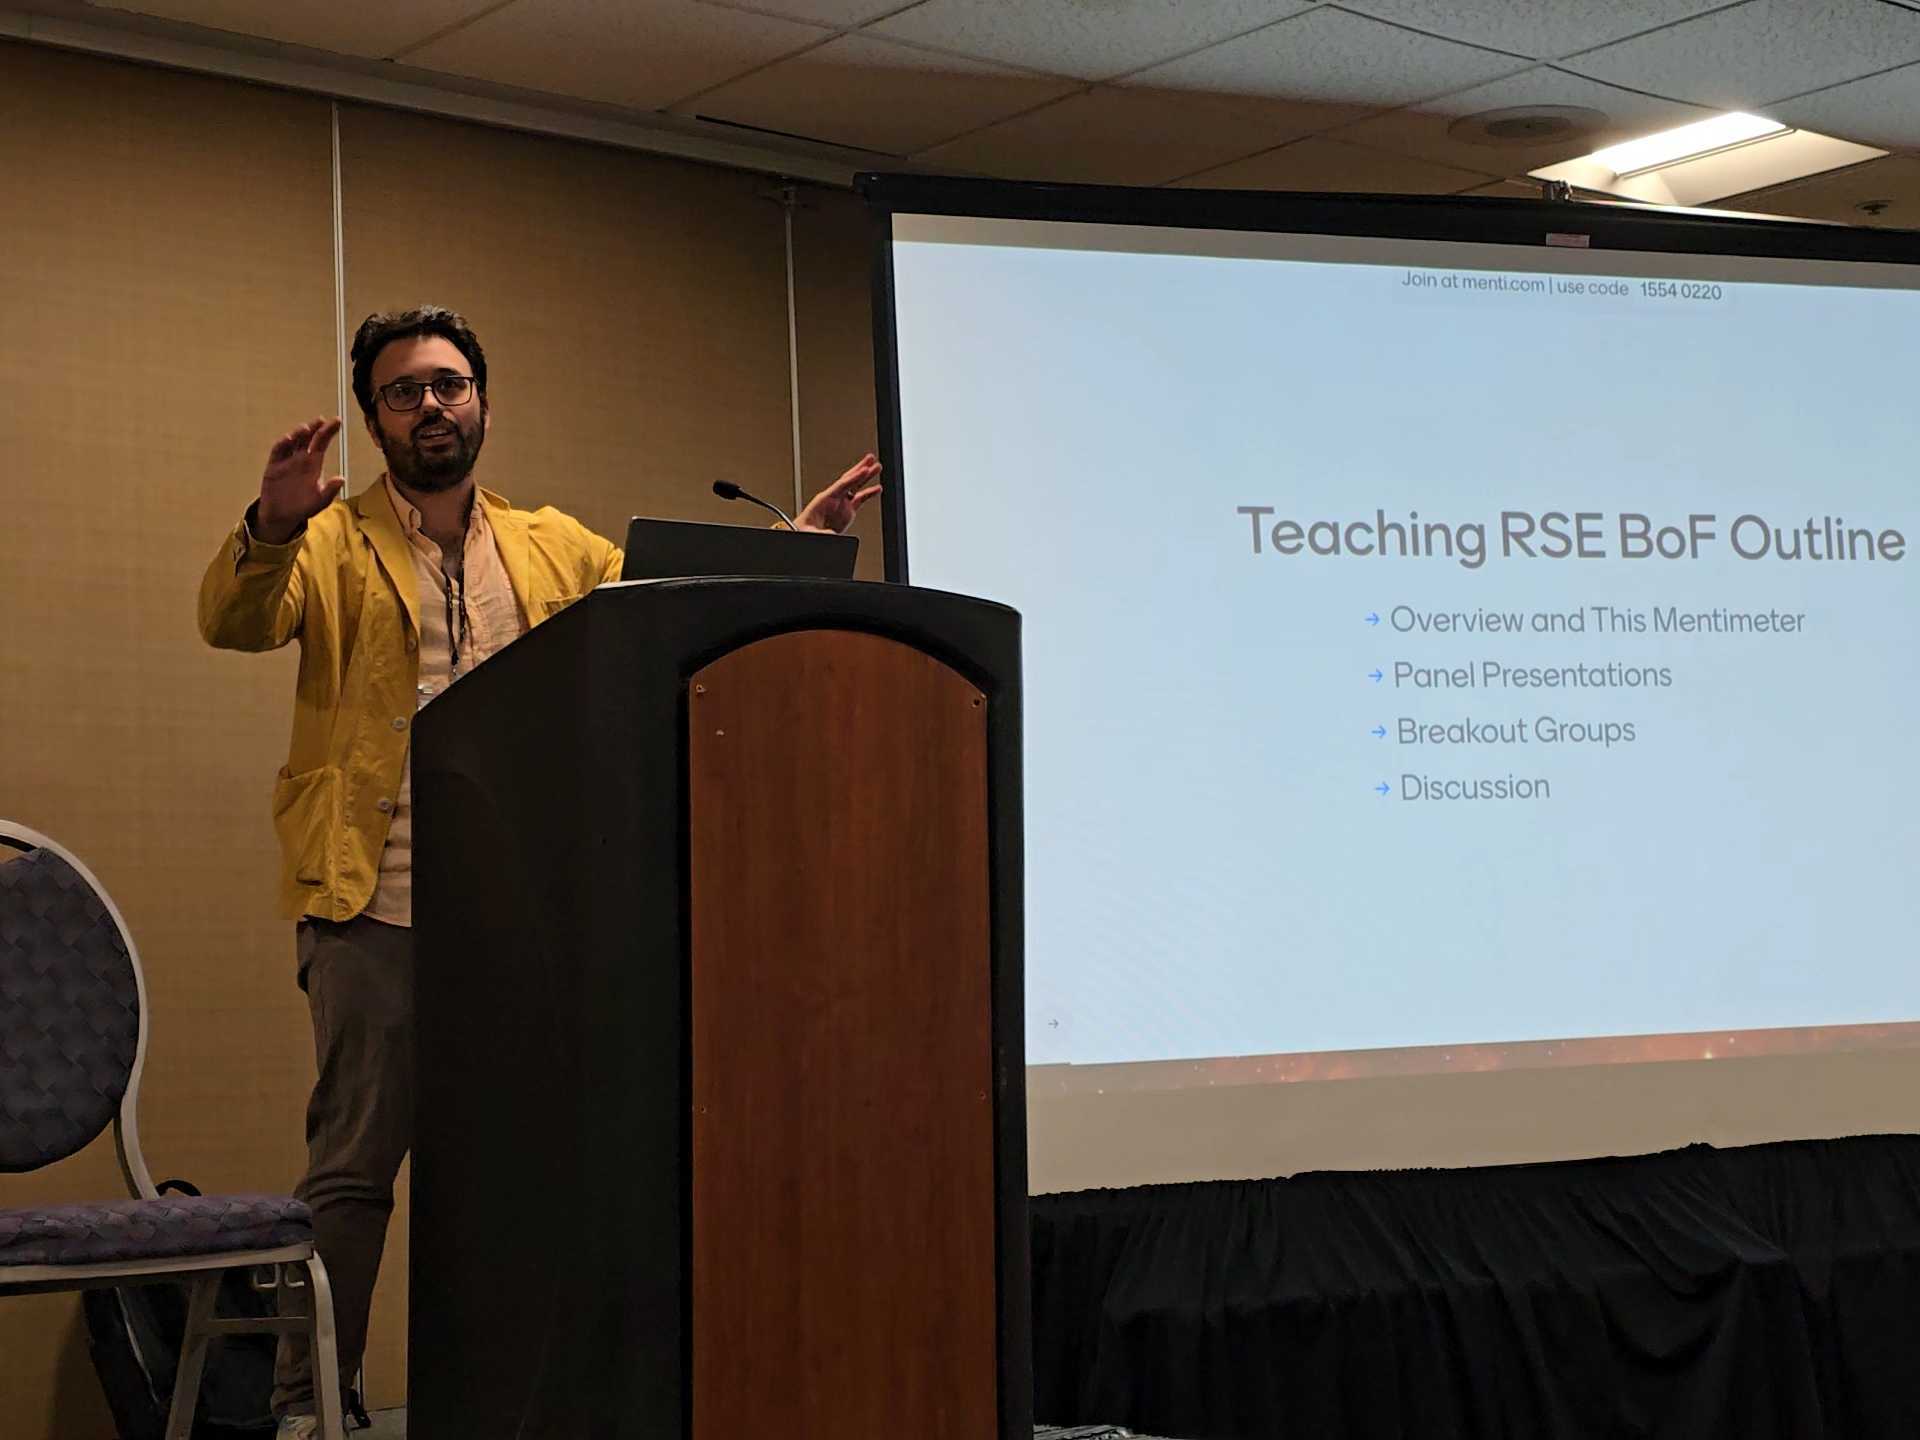 Join at menti.com | use code 1554 0220
Teaching RSE BoF Outline
→ Overview and This Mentimeter
→ Panel Presentations
→ Breakout Groups
→ Discussion